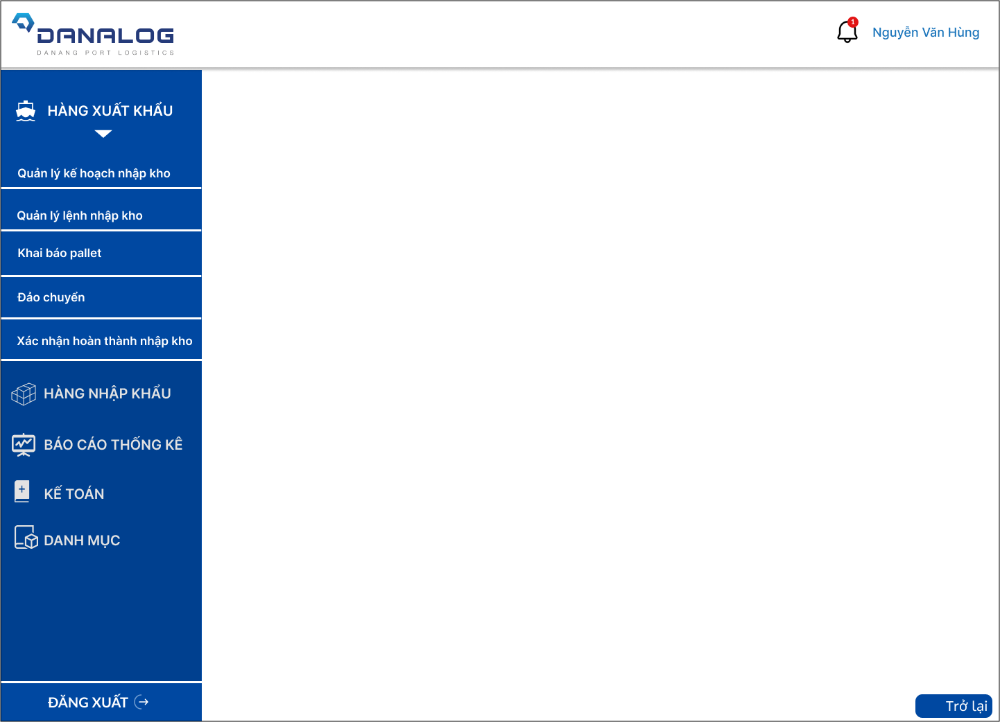 DANALOG
DANANG PORT LOGISTICS
1
Nguyễn Văn Hùng
HÀNG XUẤT KHẨU
Quản lý kế hoạch nhập kho
Quản lý lệnh nhập kho
Khai báo pallet
Đảo chuyển
Xác nhận hoàn thành nhập kho
HÀNG NHẬP KHẨU
BÁO CÁO THỐNG KÊ
KẾ TOÁN
DANH MỤC
ĐĂNG XUẤT
Trở lại